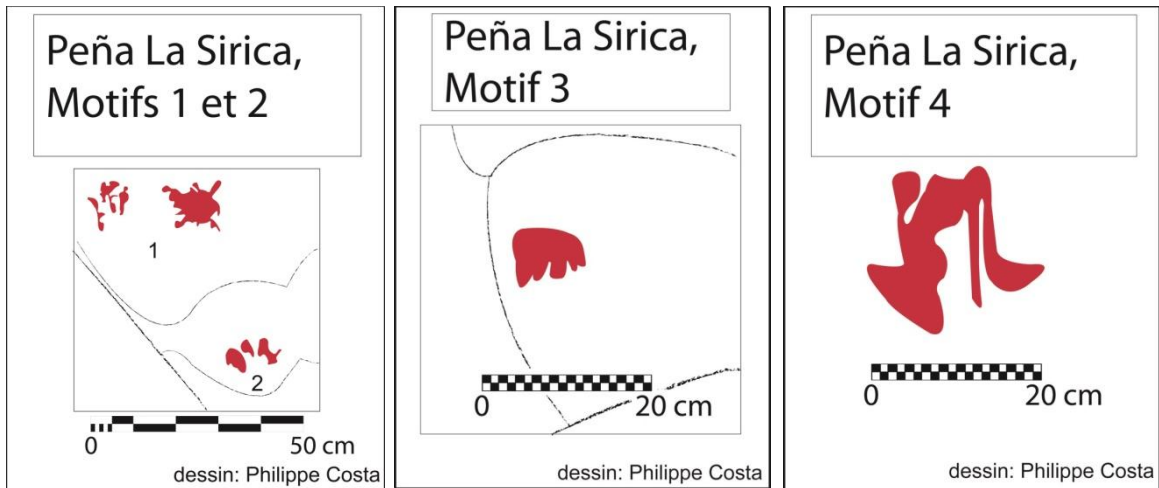 Peña La Sirica,
Motifs 1 et 2
1
2
0 50 cm
dessin: Philippe Costa
Peña La Sirica,
Motif 3
0 20 cm
dessin: Philippe Costa
Peña La Sirica,
Motif 4
0 20 cm
dessin: Philippe Costa